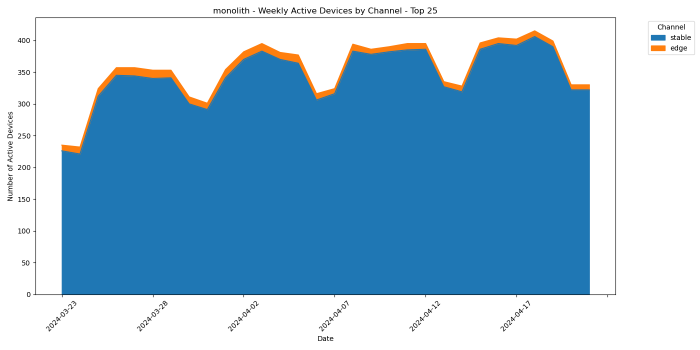 monolith - Weekly Active Devices by Channel - Top 25
Channel
stable
edge
Number of Active Devices
400
350
300
250
200
150
100
50
0
2024-03-23
2024-03-28
2024-04-02
2024-04-07
2024-04-12
2024-04-17
Date